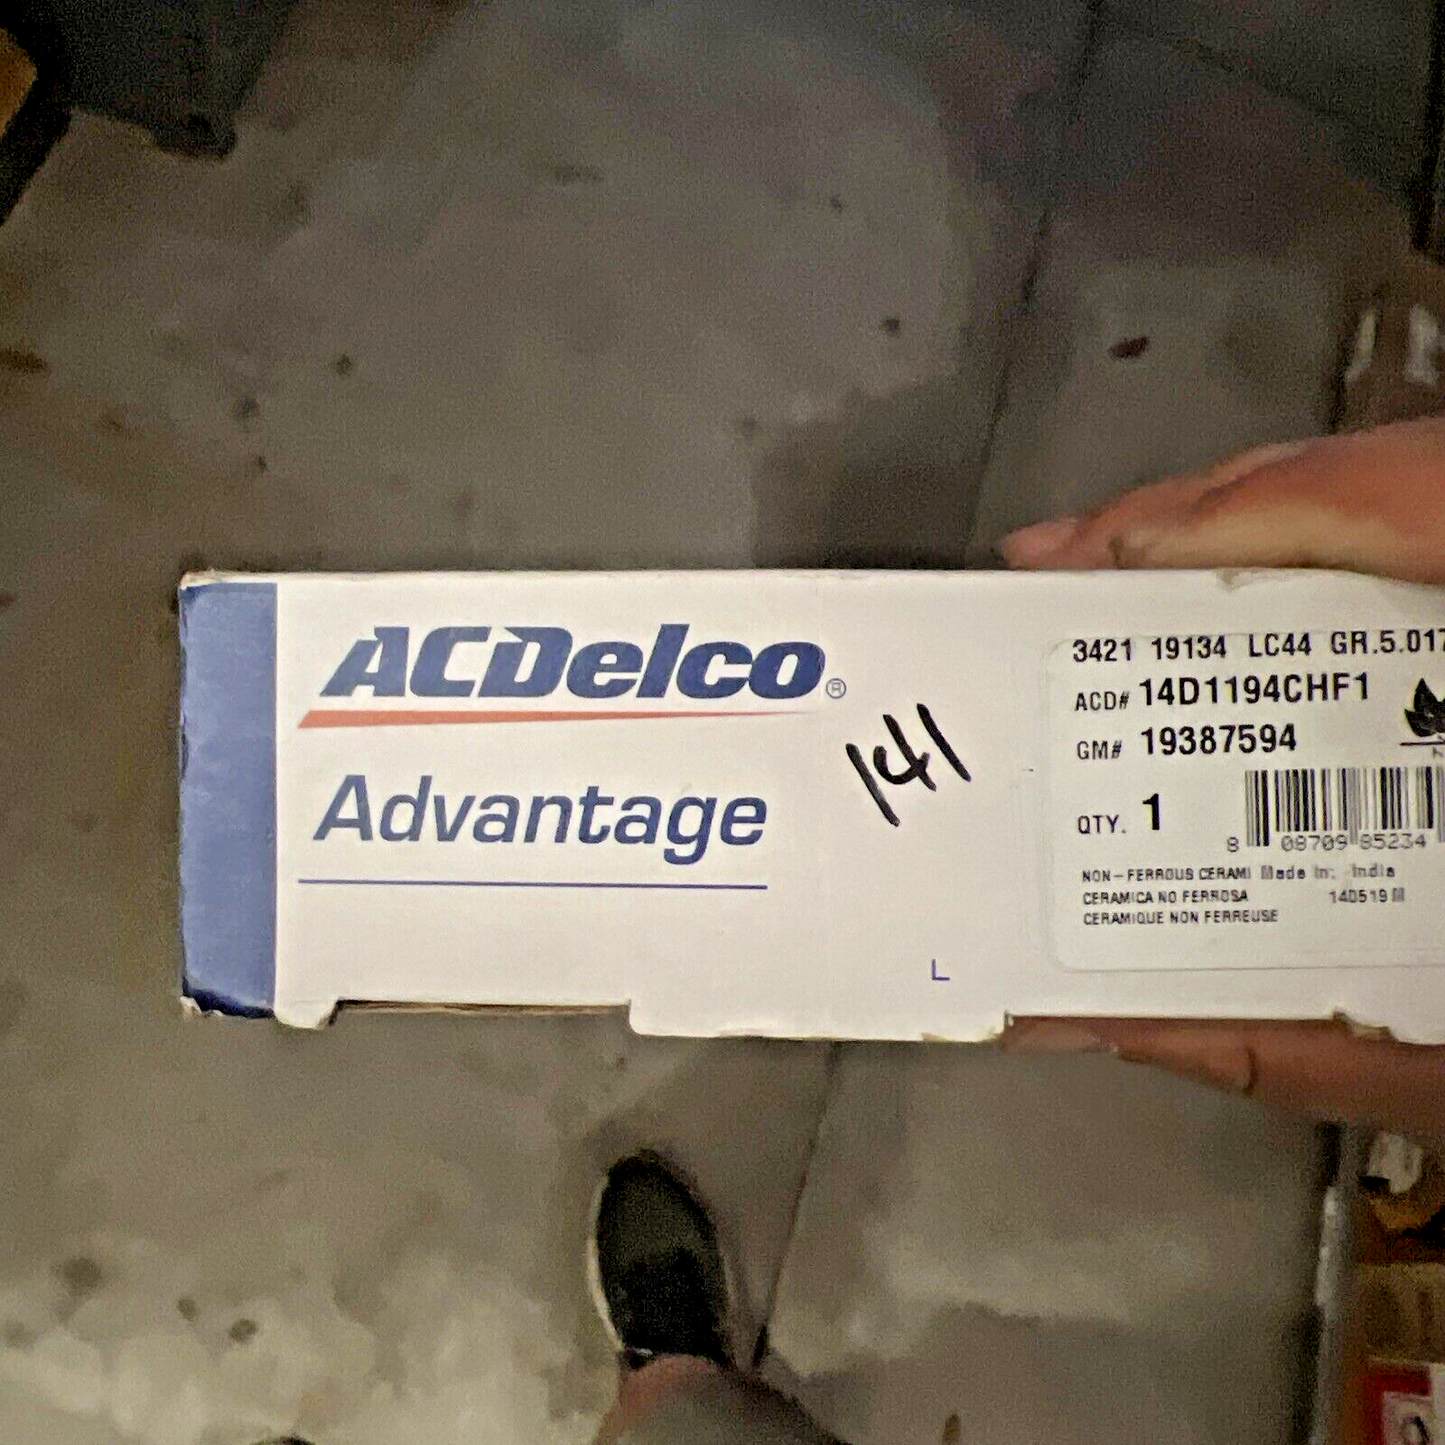 ACDelco®
Advantage
141
L
3421 19134 LC44 GR.5.017
ACD# 14D1194CHF1
GM# 19387594
QTY. 1
8 08709 85234
NON-FERROUS CERAMI Made In: India
CERAMICA NO FERROSA 140519 M
CERAMIQUE NON FERREUSE